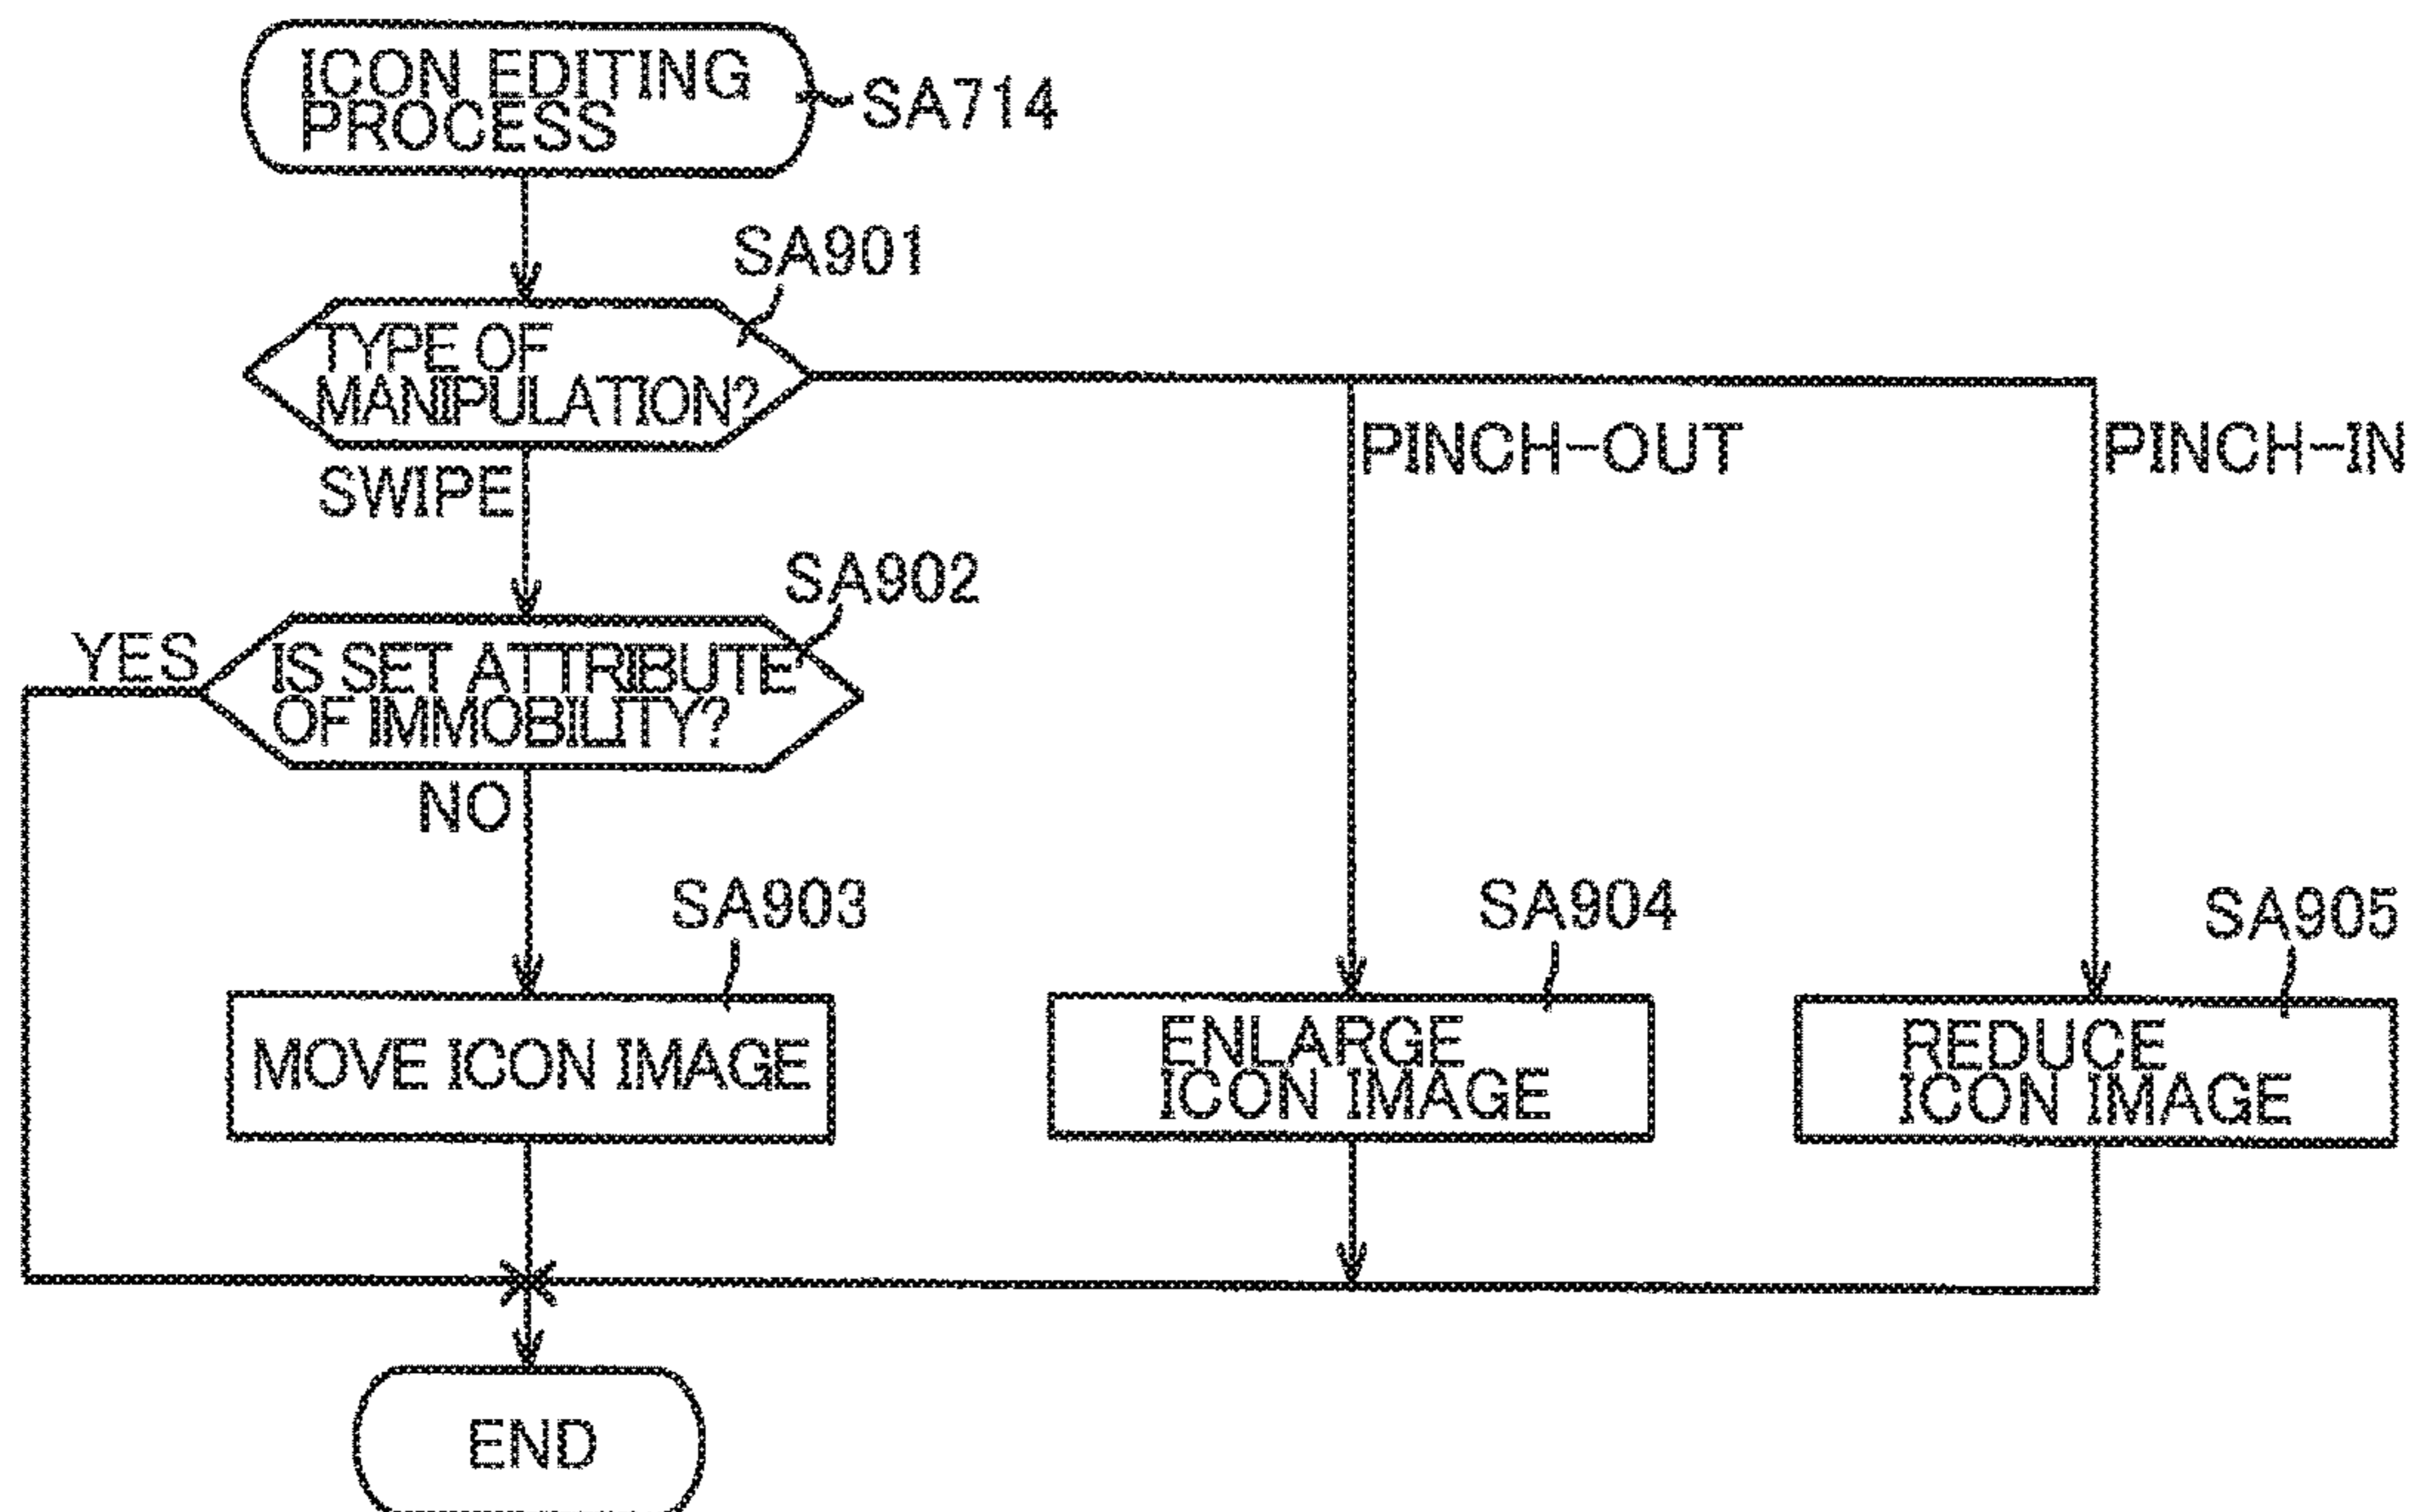 ICON EDITING
PROCESS
SA714
SA901
TYPE OF
MANIPULATION?
SWIPE
PINCH-OUT
PINCH-IN
SA902
YES
IS SET ATTRIBUTE
OF IMMOBILITY?
NO
SA903
SA904
SA905
MOVE ICON IMAGE
ENLARGE
ICON IMAGE
REDUCE
ICON IMAGE
END